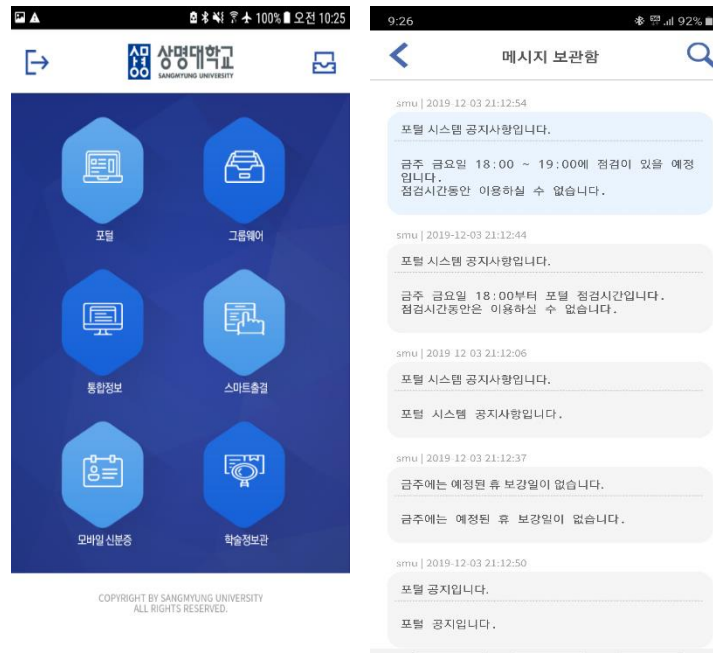 100% 오전 10:25
상명
상명대학교
SANGMYUNG UNIVERSITY
포털
그룹웨어
통합정보
스마트출결
모바일 신분증
학술정보관
COPYRIGHT BY SANGMYUNG UNIVERSITY
ALL RIGHTS RESERVED.
9:26
92%
메시지 보관함
smu | 2019-12-03 21:12:54
포털 시스템 공지사항입니다.
금주 금요일 18:00 ~ 19:00에 점검이 있을 예정
입니다.
점검시간동안 이용하실 수 없습니다.
smu | 2019-12-03 21:12:44
포털 시스템 공지사항입니다.
금주 금요일 18:00부터 포털 점검시간입니다.
점검시간동안은 이용하실 수 없습니다.
smu | 2019-12-03 21:12:06
포털 시스템 공지사항입니다.
포털 시스템 공지사항입니다.
smu | 2019-12-03 21:12:37
금주에는 예정된 휴 보강일이 없습니다.
금주에는 예정된 휴 보강일이 없습니다.
smu | 2019-12-03 21:12:50
포털 공지입니다.
포털 공지입니다.